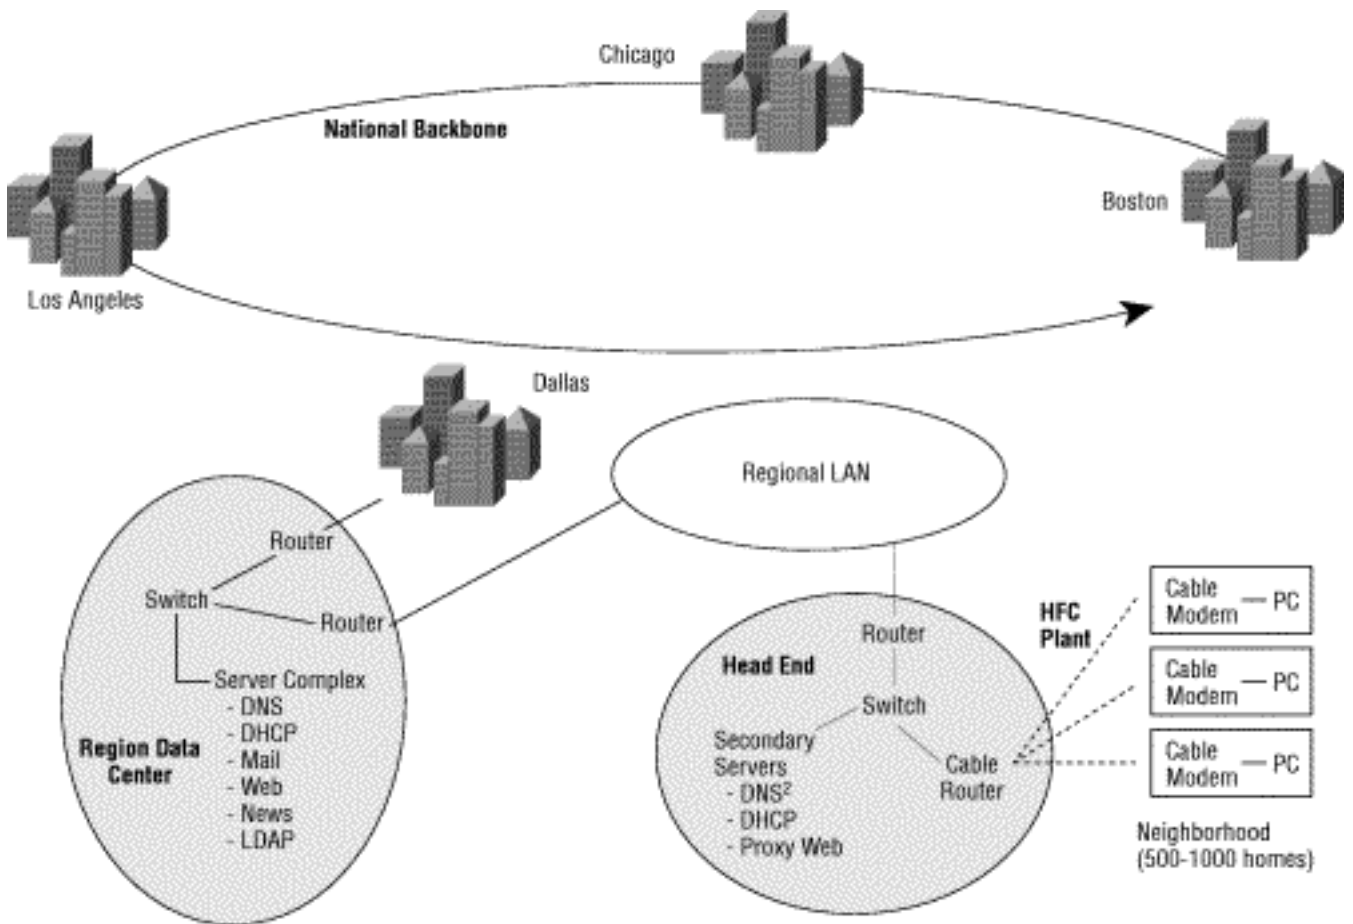 Chicago
National Backbone
Boston
Los Angeles
Dallas
Regional LAN
Router
Switch
Router
Server Complex
- DNS
- DHCP
- Mail
- Web
- News
- LDAP
Region Data
Center
Head End
Router
Switch
Secondary
Servers
- DNS²
- DHCP
- Proxy Web
Cable
Router
HFC
Plant
Cable
Modem — PC
Cable
Modem — PC
Cable
Modem — PC
Neighborhood
(500-1000 homes)